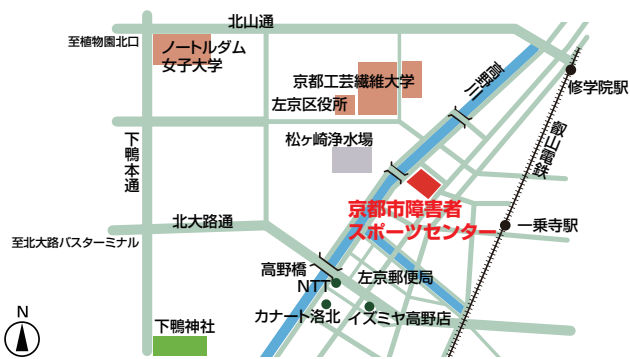 北山通
至植物園北口
ノートルダム
女子大学
京都工芸繊維大学
左京区役所
高野川
修学院駅
松ヶ崎浄水場
叡山電鉄
下鴨本通
京都市障害者
スポーツセンター
北大路通
一乗寺駅
至北大路バスターミナル
高野橋
NTT
左京郵便局
カナート洛北
イズミヤ高野店
N
下鴨神社